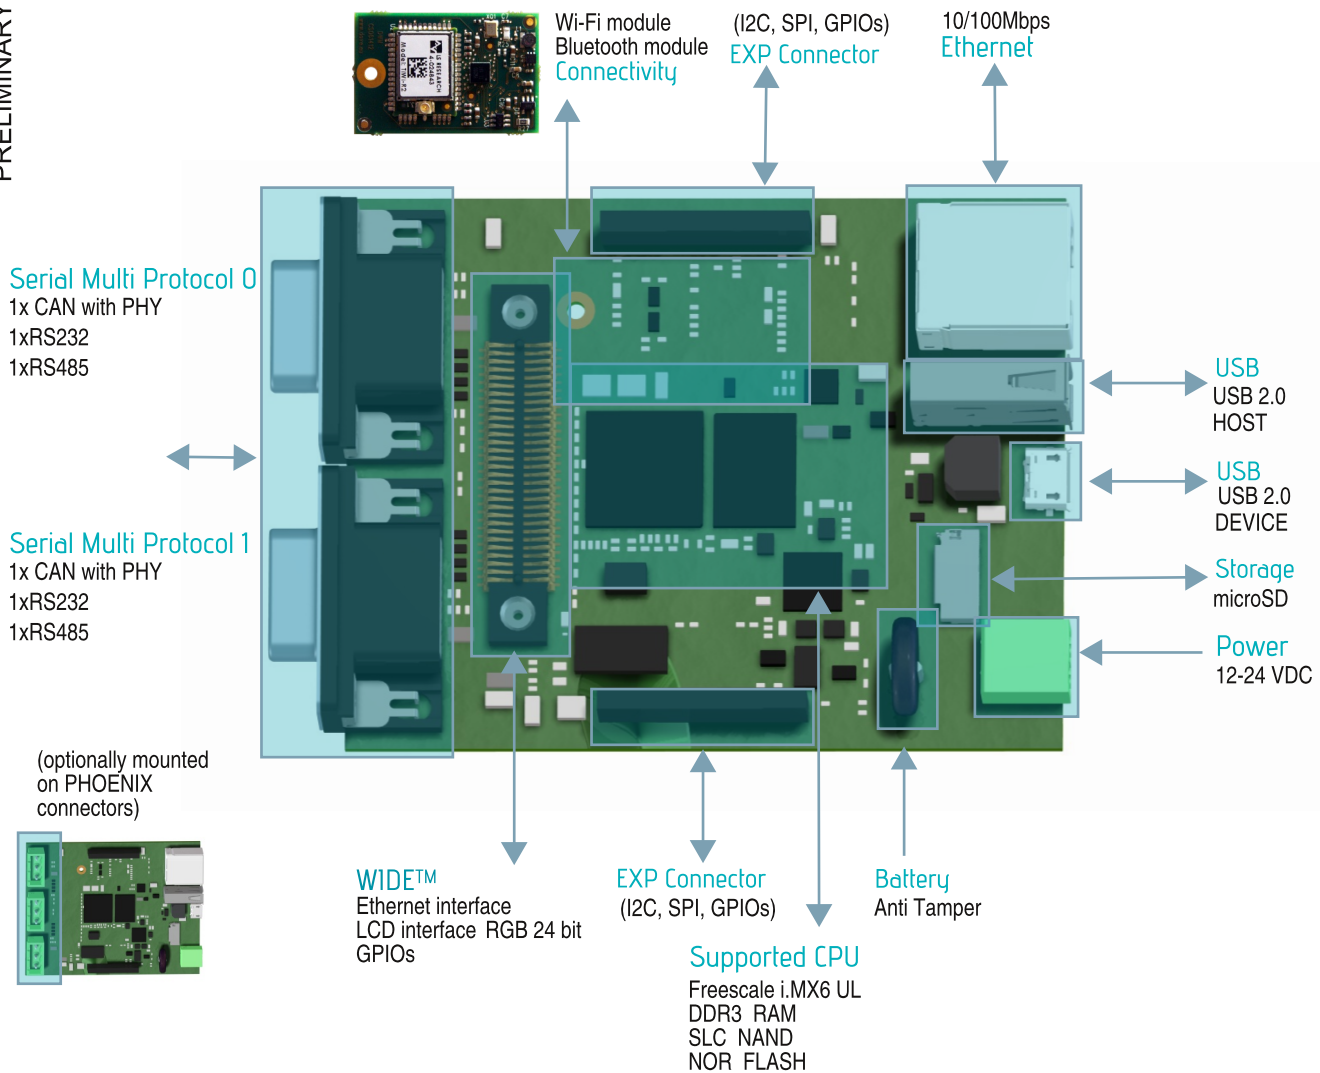 PRELIMINARY
Wi-Fi module
Bluetooth module
Connectivity
(I2C, SPI, GPIOs)
EXP Connector
10/100Mbps
Ethernet
Serial Multi Protocol 0
1x CAN with PHY
1xRS232
1xRS485
USB
USB 2.0
HOST
USB
USB 2.0
DEVICE
Serial Multi Protocol 1
1x CAN with PHY
1xRS232
1xRS485
Storage
microSD
Power
12-24 VDC
(optionally mounted
on PHOENIX
connectors)
WIDE™
Ethernet interface
LCD interface RGB 24 bit
GPIOs
EXP Connector
(I2C, SPI, GPIOs)
Battery
Anti Tamper
Supported CPU
Freescale i.MX6 UL
DDR3 RAM
SLC NAND
NOR FLASH